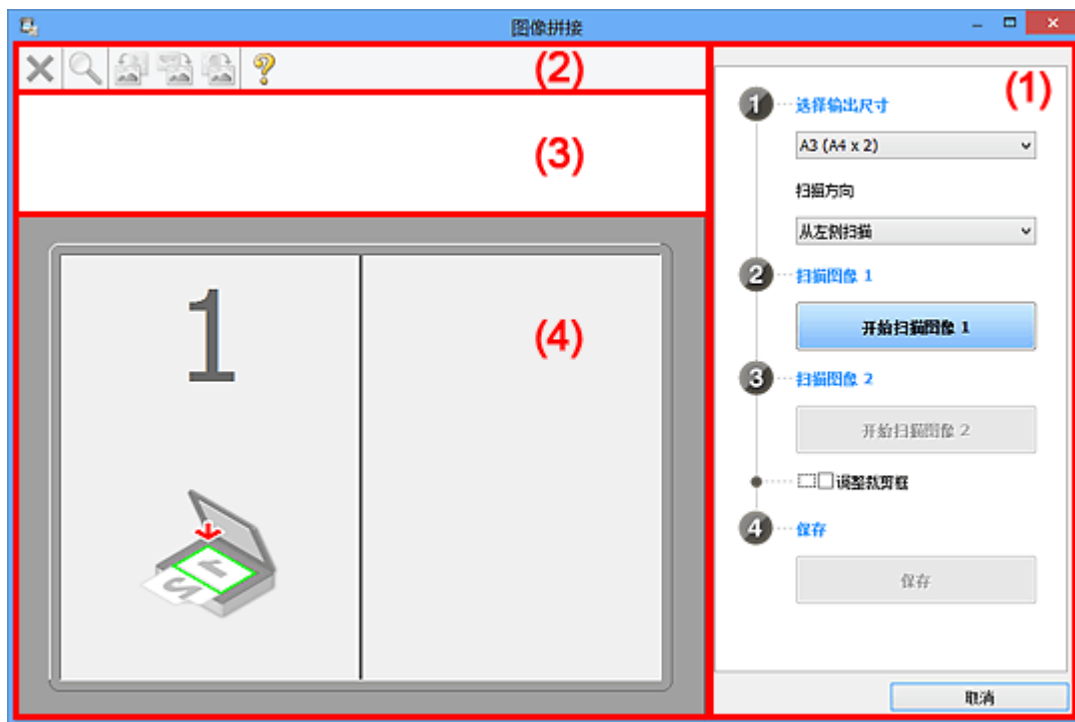 图像拼接
(2)
(3)
1
(4)
(1)
1 选择输出尺寸
A3 (A4 x 2)
扫描方向
从左侧扫描
2 扫描图像 1
开始扫描图像 1
3 扫描图像 2
开始扫描图像 2
调整裁剪框
4 保存
保存
取消